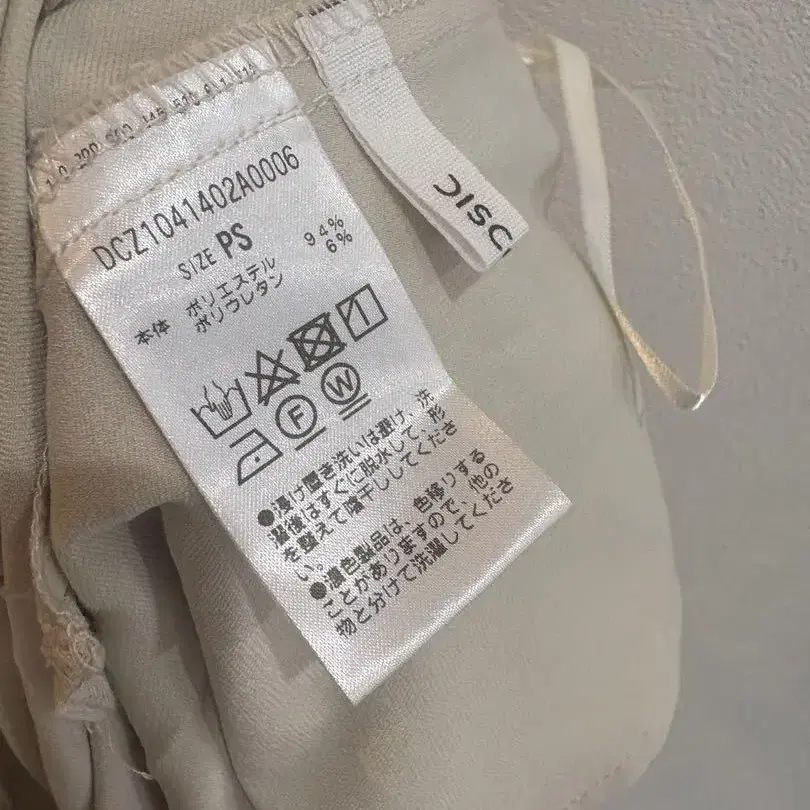 DCZ1041402A0006
SIZE PS
本体 ポリエステル 94%
ポリウレタン 6%
F W
●浸け置き洗いは避け、洗
濯後はすぐに脱水して、形
を整えて陰干ししてくださ
い。
●濃色製品は、色移りする
ことがありますので、他の
物と分けて洗濯してくださ
DISC